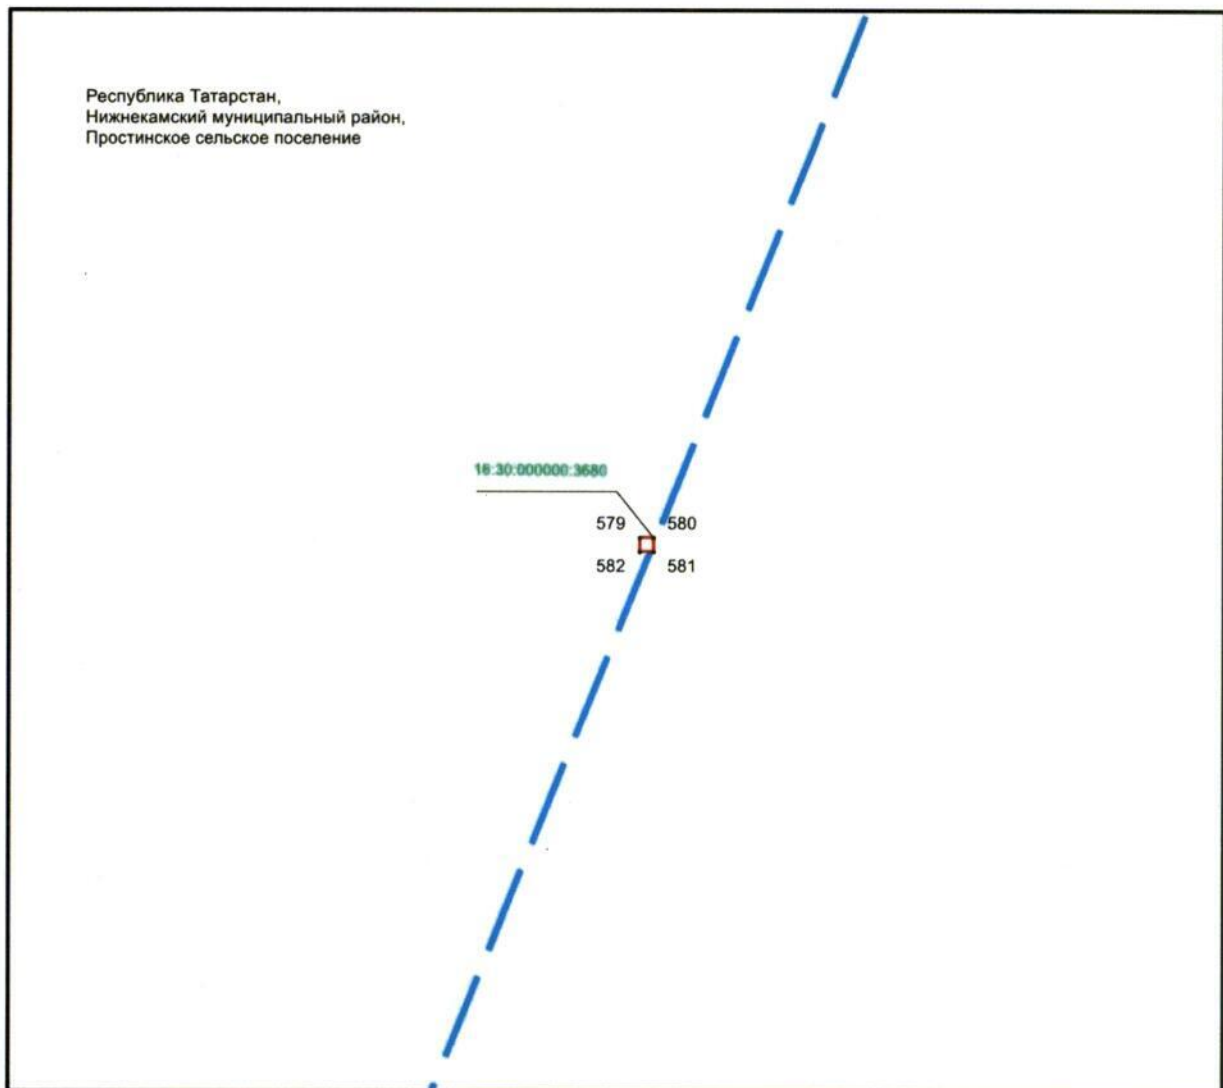 Республика Татарстан,
Нижнекамский муниципальный район,
Простинское сельское поселение
16:30:000000:3680
579 580
582 581